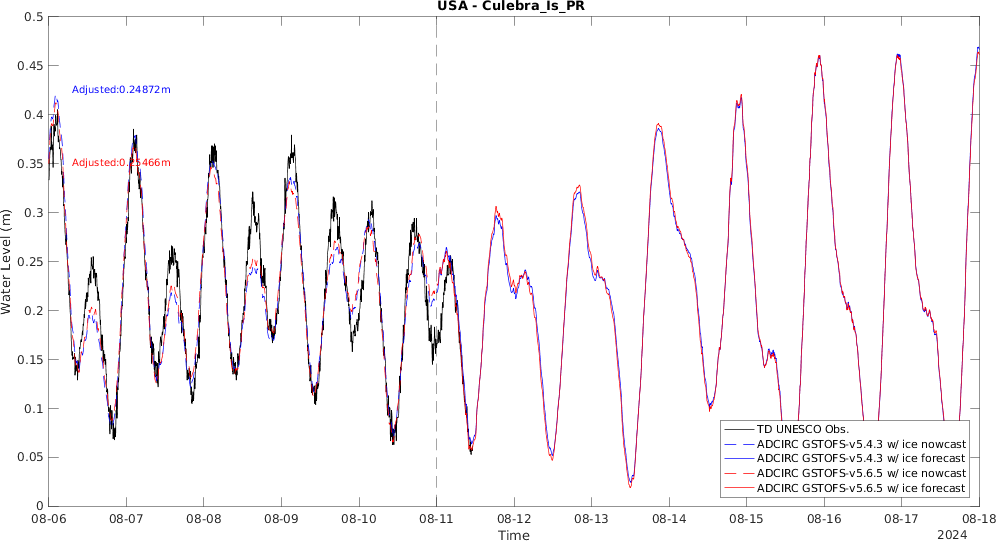 USA - Culebra_Is_PR
0.5
0.45
0.4
0.35
0.3
0.25
0.2
0.15
0.1
0.05
0
Water Level (m)
Adjusted:0.24872m
Adjusted:0.25466m
TD UNESCO Obs.
ADCIRC GSTOFS-v5.4.3 w/ ice nowcast
ADCIRC GSTOFS-v5.4.3 w/ ice forecast
ADCIRC GSTOFS-v5.6.5 w/ ice nowcast
ADCIRC GSTOFS-v5.6.5 w/ ice forecast
08-06 08-07 08-08 08-09 08-10 08-11 08-12 08-13 08-14 08-15 08-16 08-17 08-18
Time
2024